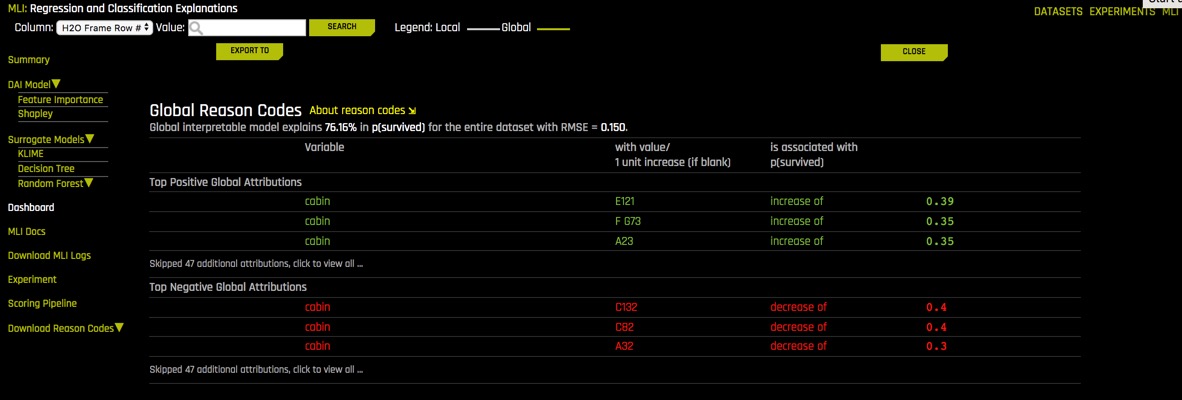 MLI: Regression and Classification Explanations
DATASETS EXPERIMENTS MLI
Column: H2O Frame Row # Value: SEARCH Legend: Local Global
EXPORT TO CLOSE
Summary
DAI Model
Feature Importance
Shapley
Surrogate Models
KLIME
Decision Tree
Random Forest
Dashboard
MLI Docs
Download MLI Logs
Experiment
Scoring Pipeline
Download Reason Codes
Global Reason Codes About reason codes
Global interpretable model explains 76.16% in p(survived) for the entire dataset with RMSE = 0.150.
Variable with value/ is associated with
1 unit increase (if blank) p(survived)
Top Positive Global Attributions
cabin E121 increase of 0.39
cabin F G73 increase of 0.35
cabin A23 increase of 0.35
Skipped 47 additional attributions, click to view all ...
Top Negative Global Attributions
cabin C132 decrease of 0.4
cabin C82 decrease of 0.4
cabin A32 decrease of 0.3
Skipped 47 additional attributions, click to view all ...